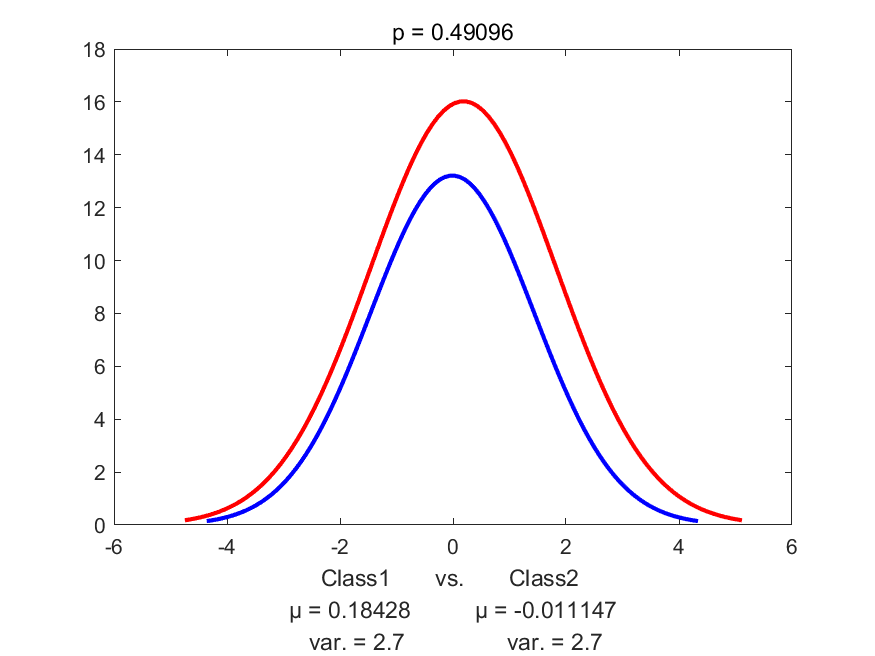 p = 0.49096
18
16
14
12
10
8
6
4
2
0
-6 -4 -2 0 2 4 6
Class1 vs. Class2
μ = 0.18428 μ = -0.011147
var. = 2.7 var. = 2.7